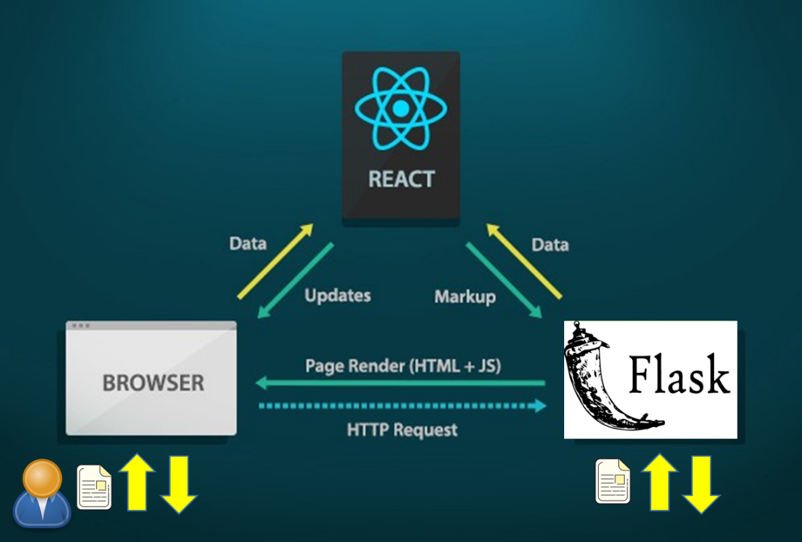 REACT
Data
Data
Updates
Markup
BROWSER
Page Render (HTML + JS)
Flask
HTTP Request